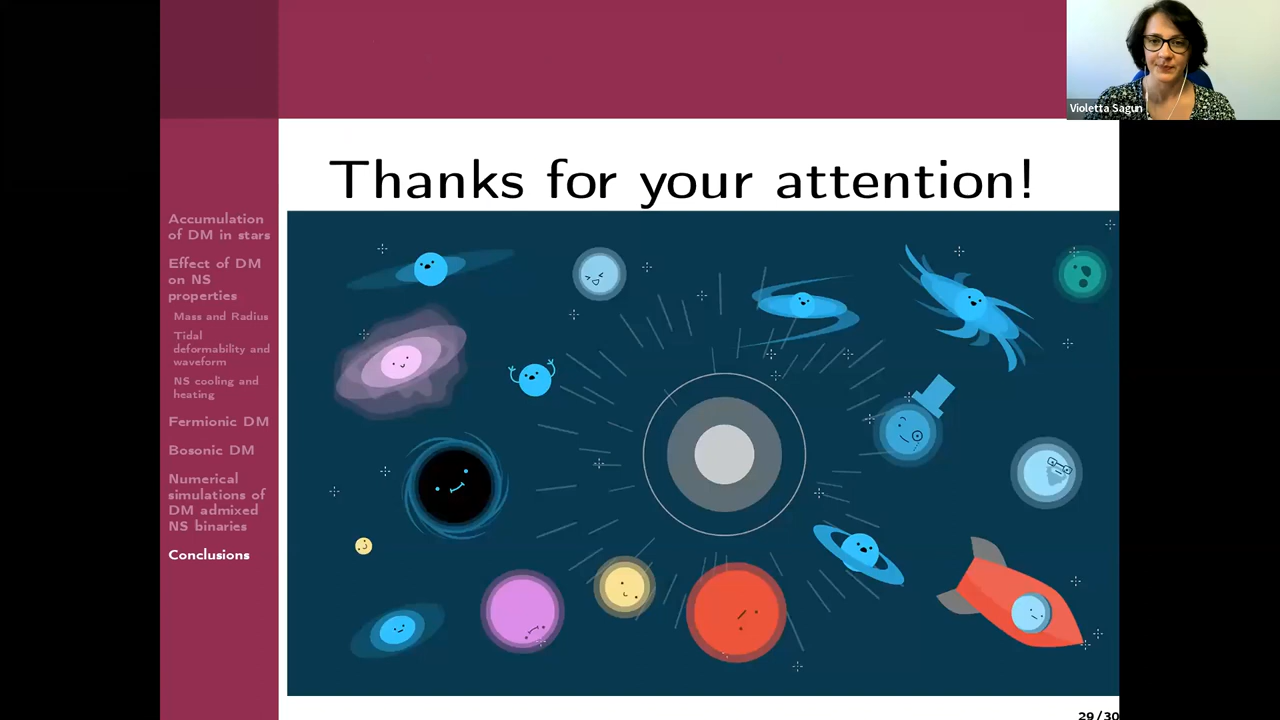 Violetta Sagun
Thanks for your attention!
Accumulation
of DM in stars
Effect of DM
on NS
properties
Mass and Radius
Tidal
deformability and
waveform
NS cooling and
heating
Fermionic DM
Bosonic DM
Numerical
simulations of
DM admixed
NS binaries
Conclusions
29/30